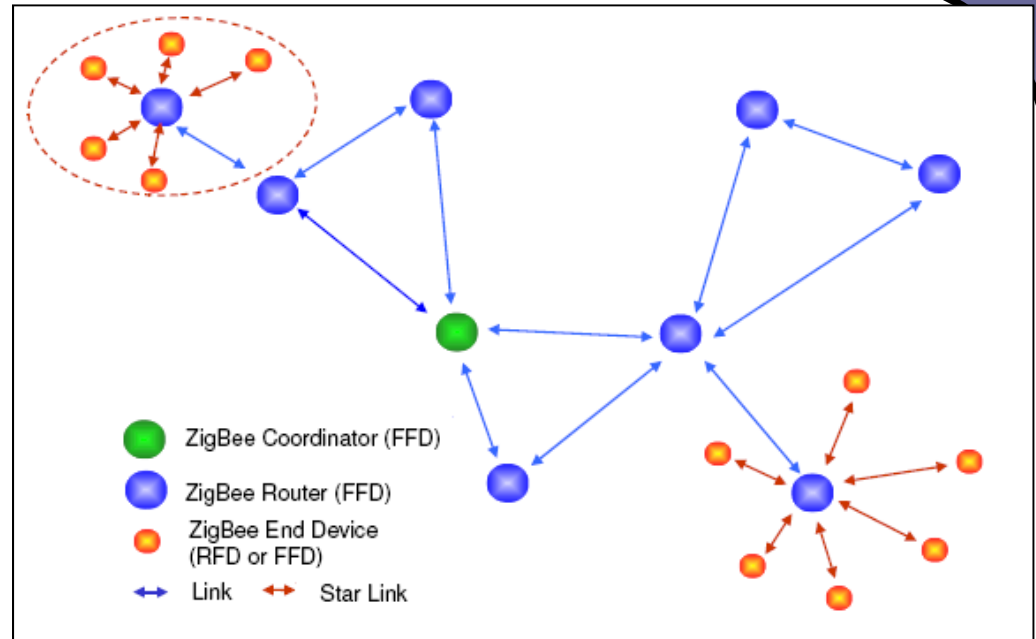 ZigBee Coordinator (FFD)
ZigBee Router (FFD)
ZigBee End Device
(RFD or FFD)
Link Star Link